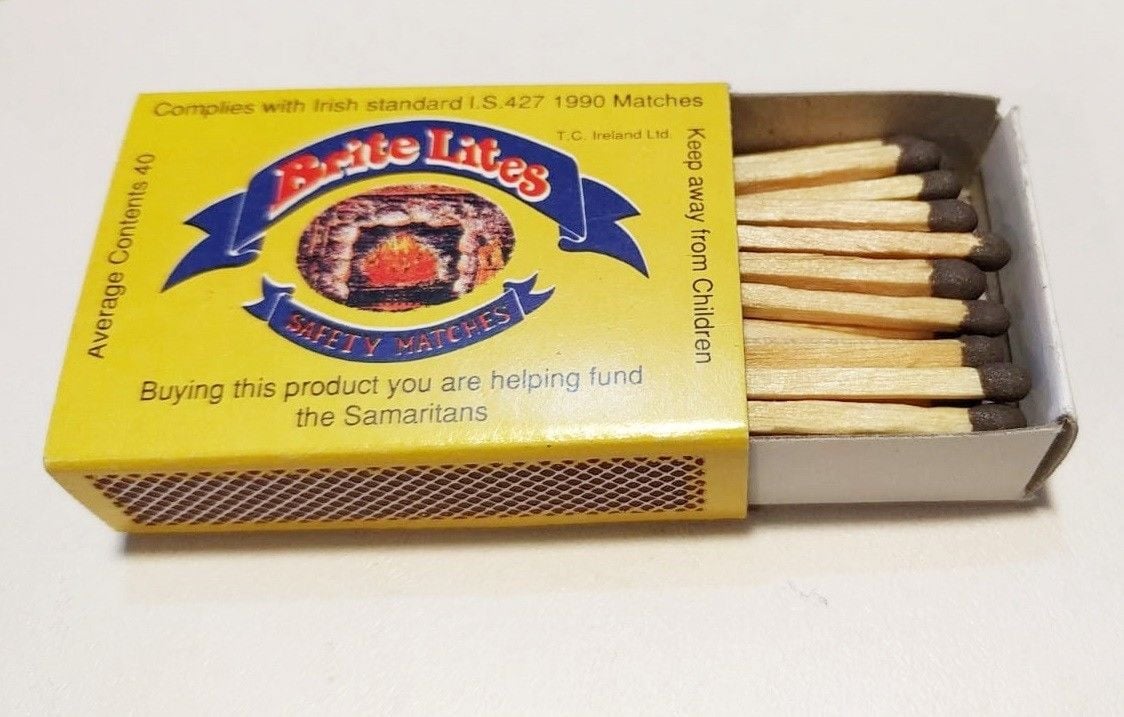 Complies with Irish standard I.S.427 1990 Matches
T.C. Ireland Ltd
Brite Lites
SAFETY MATCHES
Average Contents 40
Keep away from Children
Buying this product you are helping fund
the Samaritans